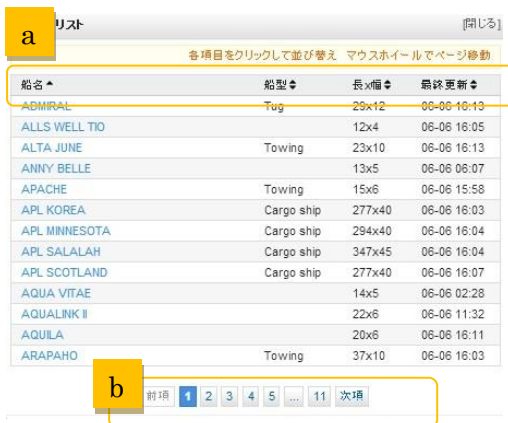 a
リスト [閉じる]
各項目をクリックして並び替え マウスホイールでページ移動
船名▲ 船型◆ 長x幅◆ 最終更新◆
ADMIRAL Tug 29x12 06-06 16:13
ALLS WELL TIO 12x4 06-06 16:05
ALTA JUNE Towing 23x10 06-06 16:13
ANNY BELLE 13x5 06-06 06:07
APACHE Towing 15x6 06-06 15:58
APL KOREA Cargo ship 277x40 06-06 16:03
APL MINNESOTA Cargo ship 294x40 06-06 16:04
APL SALALAH Cargo ship 347x45 06-06 16:04
APL SCOTLAND Cargo ship 277x40 06-06 16:07
AQUA VITAE 14x5 06-06 02:28
AQUALINK II 22x6 06-06 11:32
AQUILA 20x6 06-06 16:11
ARAPAHO Towing 37x10 06-06 16:03
b
前項 1 2 3 4 5 ... 11 次項